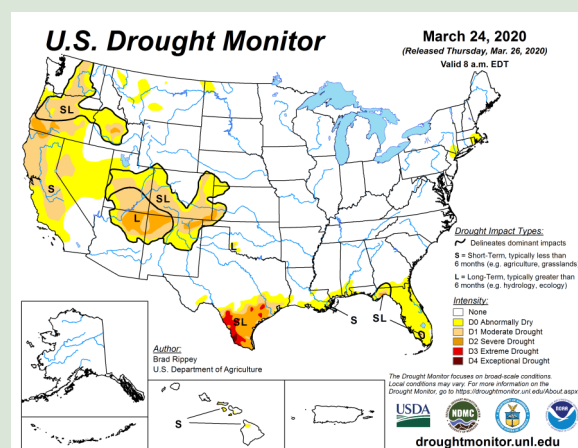 U.S. Drought Monitor
March 24, 2020
(Released Thursday, Mar. 26, 2020)
Valid 8 a.m. EDT
SL
S
SL
L
L
SL
S
SL
S
Drought Impact Types:
Delineates dominant impacts
S = Short-Term, typically less than
6 months (e.g. agriculture, grasslands
L = Long-Term, typically greater than
6 months (e.g. hydrology, ecology)
Intensity:
None
D0 Abnormally Dry
D1 Moderate Drought
D2 Severe Drought
D3 Extreme Drought
D4 Exceptional Drought
Author:
Brad Rippey
U.S. Department of Agriculture
The Drought Monitor focuses on broad-scale conditions.
Local conditions may vary. For more information on the
Drought Monitor, go to https://droughtmonitor.unl.edu/About.aspx
USDA
NDMC
NOAA
droughtmonitor.unl.edu